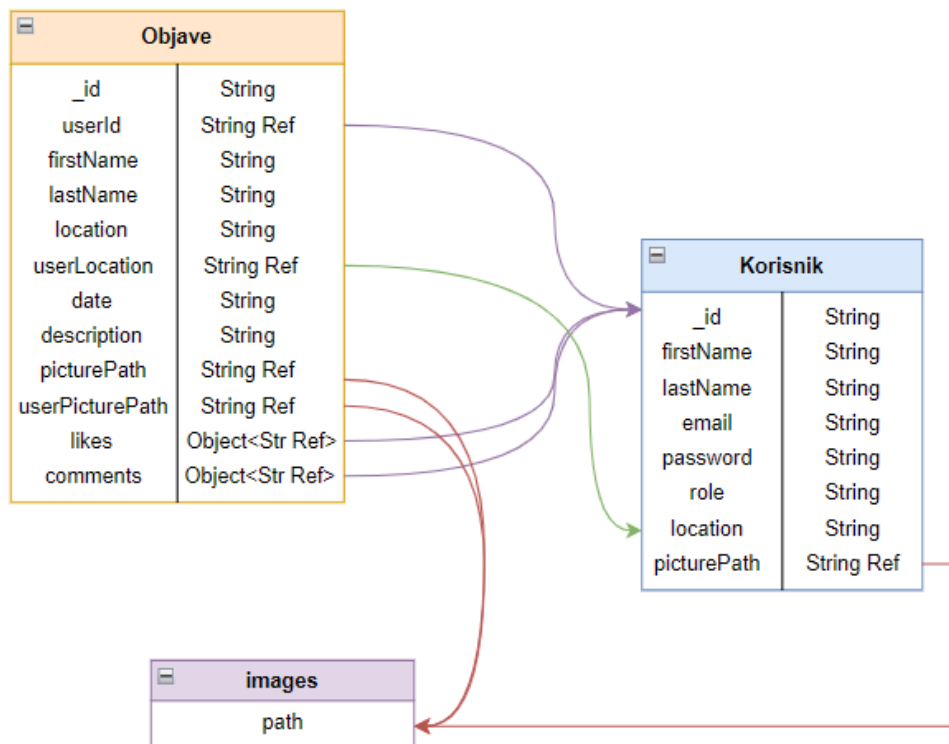 Objave
_id String
userId String Ref
firstName String
lastName String
location String
userLocation String Ref
date String
description String
picturePath String Ref
userPicturePath String Ref
likes Object<Str Ref>
comments Object<Str Ref>
Korisnik
_id String
firstName String
lastName String
email String
password String
role String
location String
picturePath String Ref
images
path